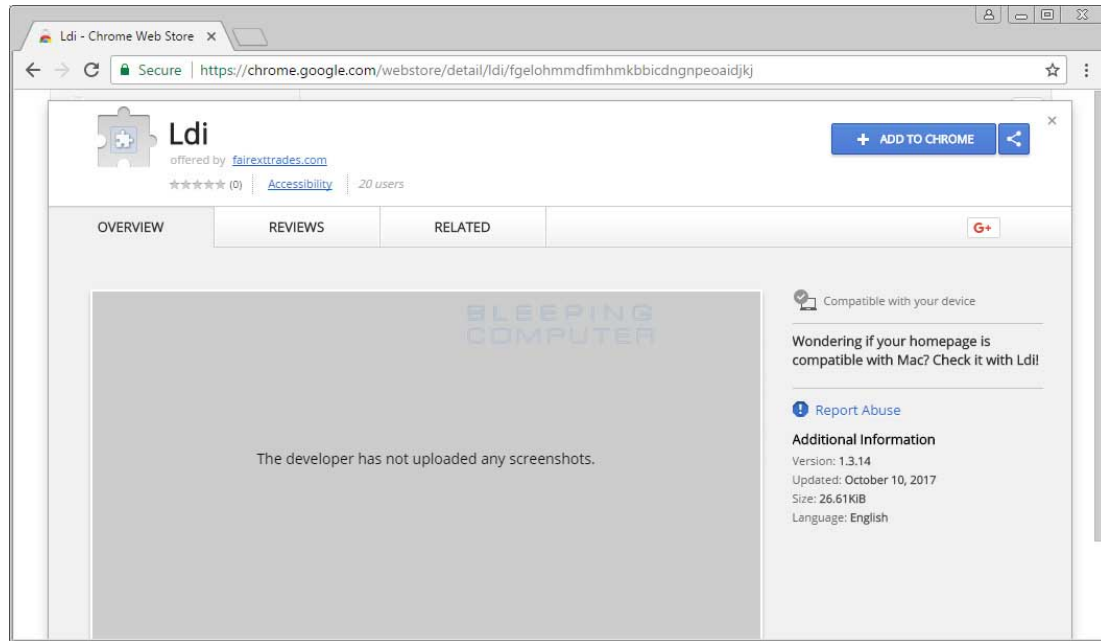 Ldi - Chrome Web Store
Secure | https://chrome.google.com/webstore/detail/ldi/fgelohmmdfimhmkbbicdngnpeoaidjkj
Ldi
offered by fairexttrades.com
(0) Accessibility 20 users
+ ADD TO CHROME
OVERVIEW REVIEWS RELATED
G+
BLEEPING
COMPUTER
The developer has not uploaded any screenshots.
Compatible with your device
Wondering if your homepage is
compatible with Mac? Check it with Ldi!
Report Abuse
Additional Information
Version: 1.3.14
Updated: October 10, 2017
Size: 26.61KiB
Language: English